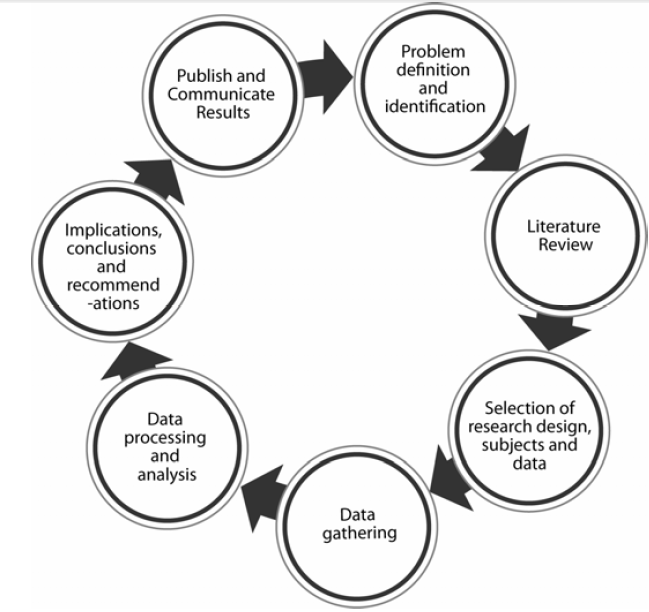 Problem
definition
and
identification
Literature
Review
Selection of
research design,
subjects and
data
Data
gathering
Data
processing
and
analysis
Implications,
conclusions
and
recommend
-ations
Publish and
Communicate
Results